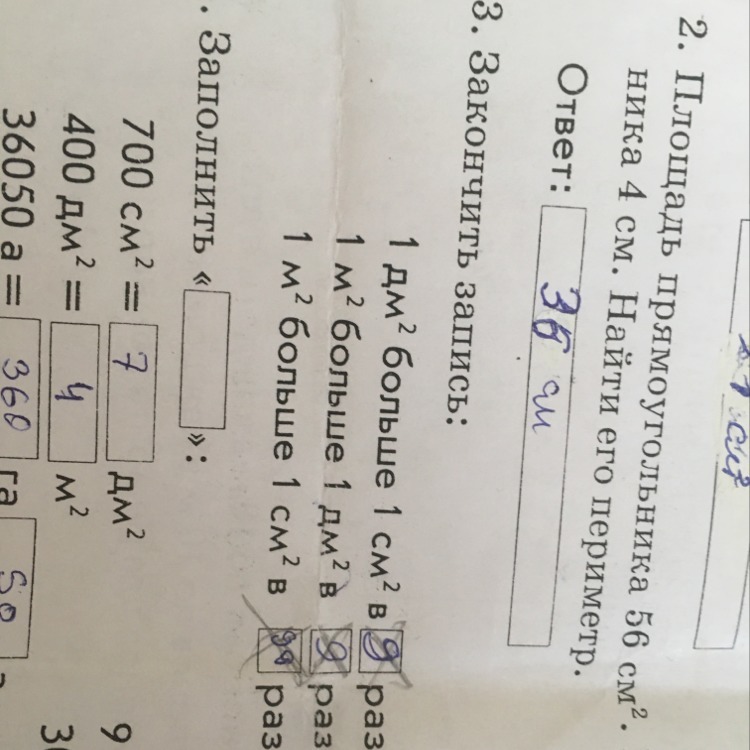 2. Площадь прямоугольника 56 см².
ника 4 см. Найти его периметр.
Ответ: 36 см
3. Закончить запись:
1 дм² больше 1 см² в 9 раз
1 м² больше 1 дм² в 9 раз
1 м² больше 1 см² в 99 раз
. Заполнить « »:
700 см² = 7 дм²
400 дм² = 4 м²
9
36050 а = 360 га 50